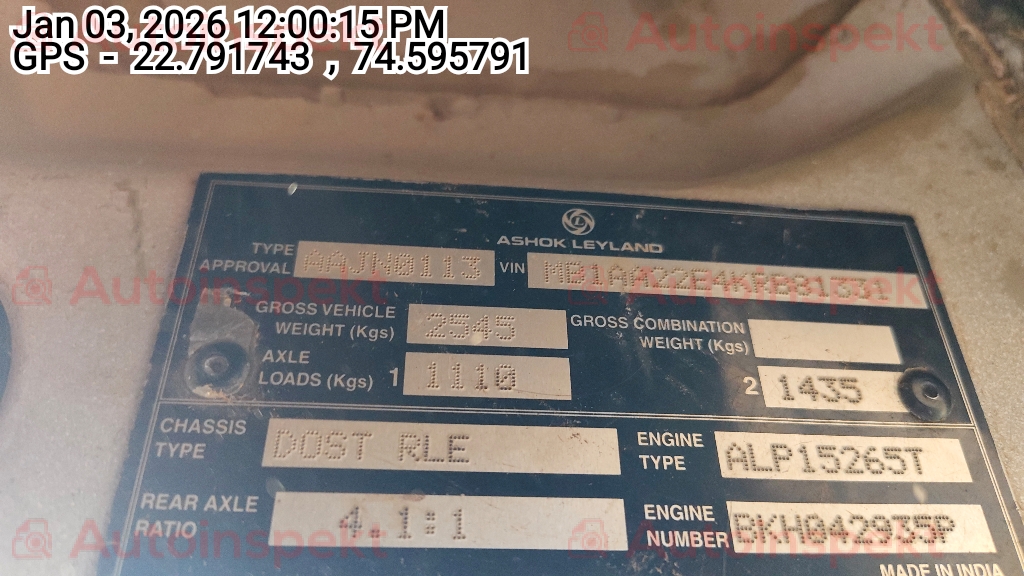 Jan 03, 2026 12:00:15 PM
GPS - 22.791743 , 74.595791
Autoinspekt Autoinspekt
ASHOK LEYLAND
TYPE APPROVAL AAJN0113 VIN
GROSS VEHICLE WEIGHT (Kgs) 2545 GROSS COMBINATION WEIGHT (Kgs)
AXLE LOADS (Kgs) 1 1110 2 1435
CHASSIS TYPE DOST RLE ENGINE TYPE ALP15265T
REAR AXLE RATIO 4.1:1 ENGINE NUMBER BKH042935P
MADE IN INDIA